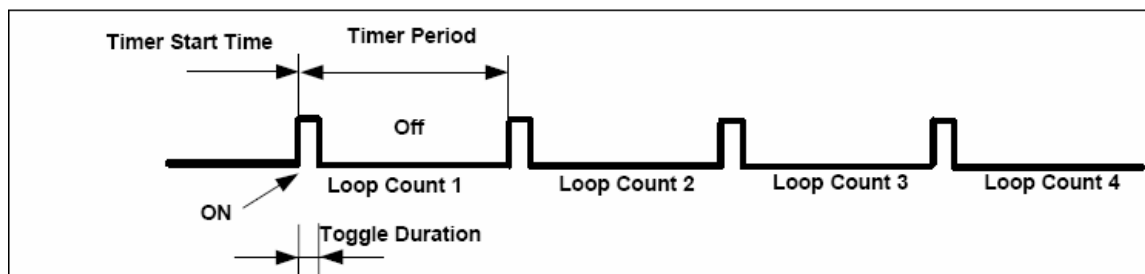 Timer Start Time
Timer Period
Off
Loop Count 1
Loop Count 2
Loop Count 3
Loop Count 4
ON
Toggle Duration